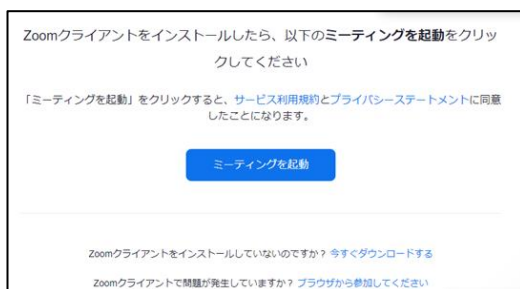 Zoomクライアントをインストールしたら、以下のミーティングを起動をクリッ
クしてください
「ミーティングを起動」をクリックすると、サービス利用規約とプライバシーステートメントに同意
したことになります。
ミーティングを起動
Zoomクライアントをインストールしていないのですか？今すぐダウンロードする
Zoomクライアントで問題が発生していますか？ブラウザから参加してください